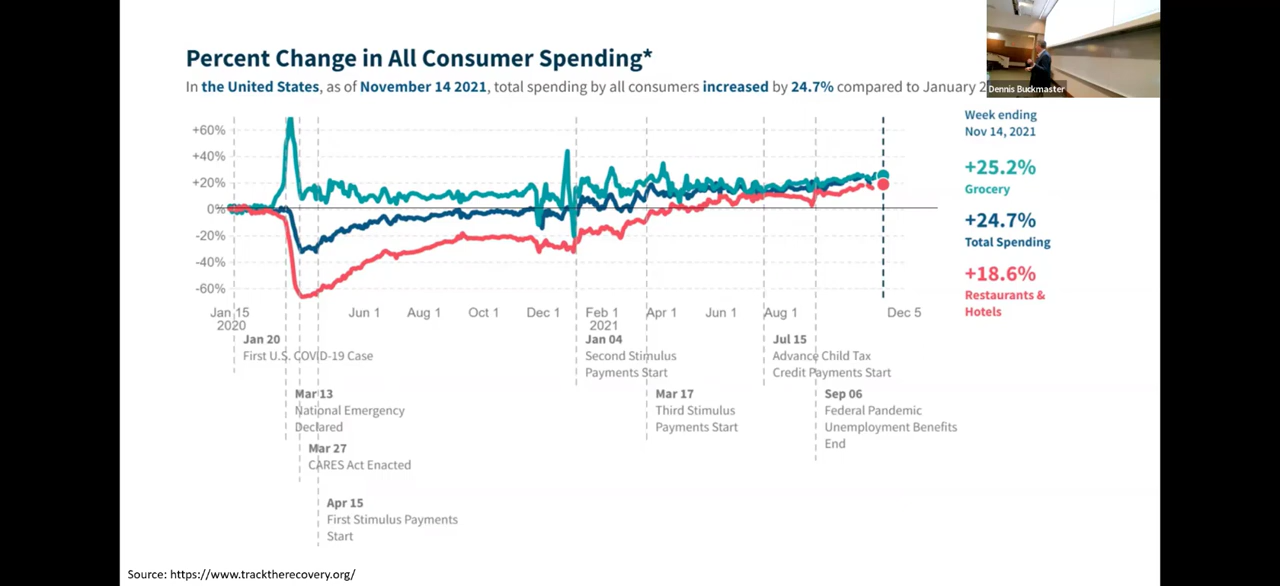 Percent Change in All Consumer Spending*
In the United States, as of November 14 2021, total spending by all consumers increased by 24.7% compared to January 2
Dennis Buckmaster
Week ending
Nov 14, 2021
+25.2%
Grocery
+24.7%
Total Spending
+18.6%
Restaurants &
Hotels
+60%
+40%
+20%
0%
-20%
-40%
-60%
Jan 15 Jun 1 Aug 1 Oct 1 Dec 1 Feb 1 Apr 1 Jun 1 Aug 1 Dec 5
2020 2021
Jan 20
First U.S. COVID-19 Case
Mar 13
National Emergency
Declared
Mar 27
CARES Act Enacted
Apr 15
First Stimulus Payments
Start
Jan 04
Second Stimulus
Payments Start
Mar 17
Third Stimulus
Payments Start
Jul 15
Advance Child Tax
Credit Payments Start
Sep 06
Federal Pandemic
Unemployment Benefits
End
Source: https://www.tracktherecovery.org/